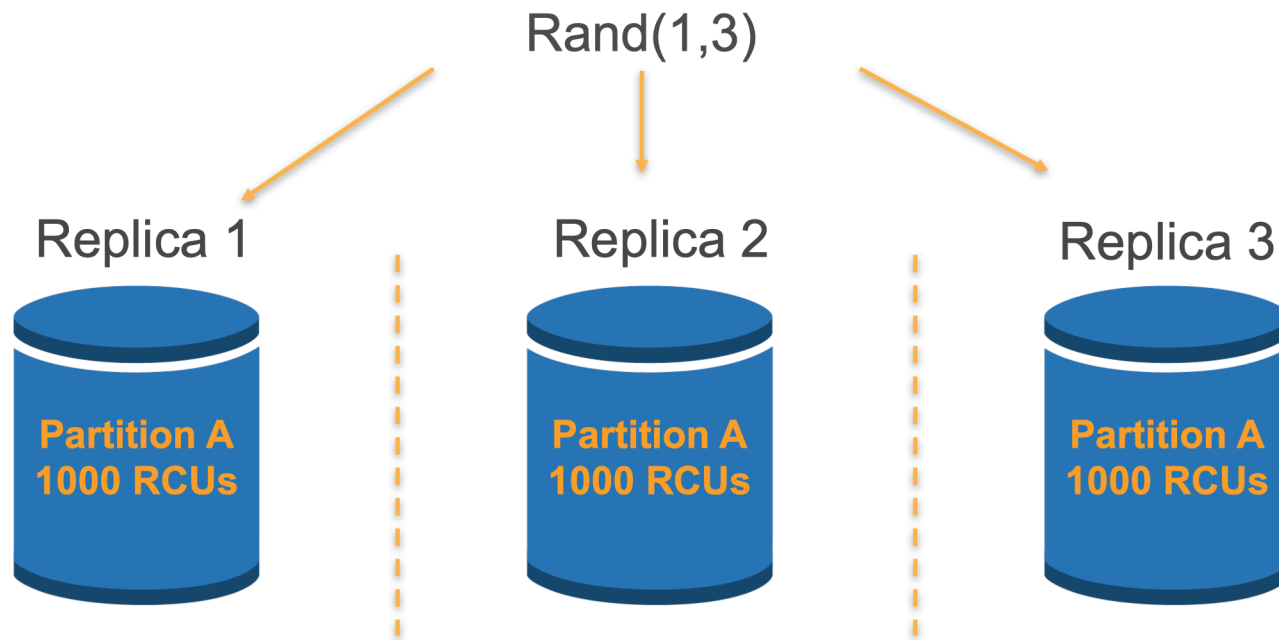 Rand(1,3)
Replica 1
Replica 2
Replica 3
Partition A
1000 RCUs
Partition A
1000 RCUs
Partition A
1000 RCUs